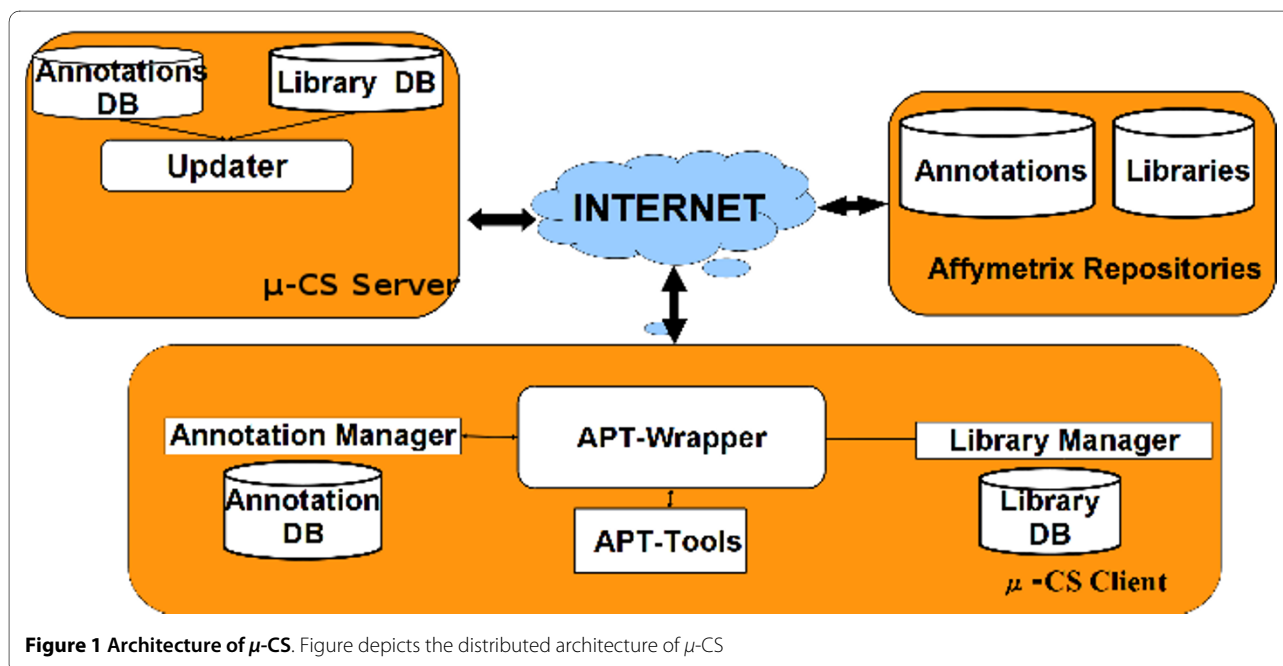 Annotations
DB
Library DB
Updater
μ-CS Server
INTERNET
Annotations
Libraries
Affymetrix Repositories
Annotation Manager
APT-Wrapper
Library Manager
Annotation
DB
APT-Tools
Library
DB
μ -CS Client
Figure 1 Architecture of μ-CS. Figure depicts the distributed architecture of μ-CS